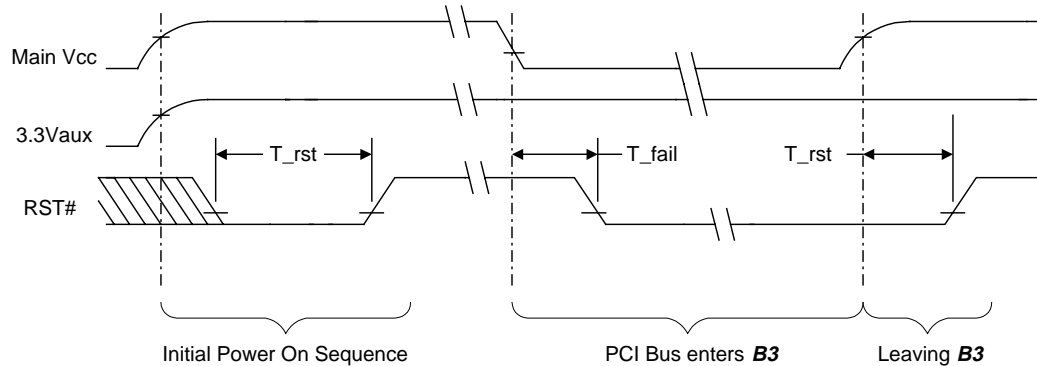 Main Vcc
3.3Vaux
T_rst
T_fail
T_rst
RST#
Initial Power On Sequence
PCI Bus enters B3
Leaving B3